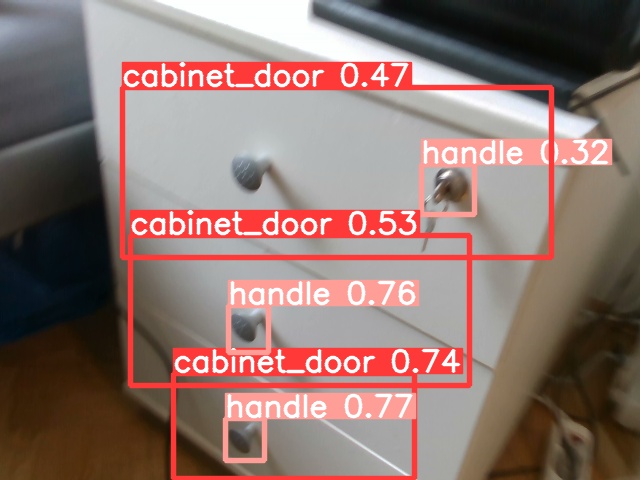 cabinet_door 0.47
handle 0.32
cabinet_door 0.53
handle 0.76
cabinet_door 0.74
handle 0.77